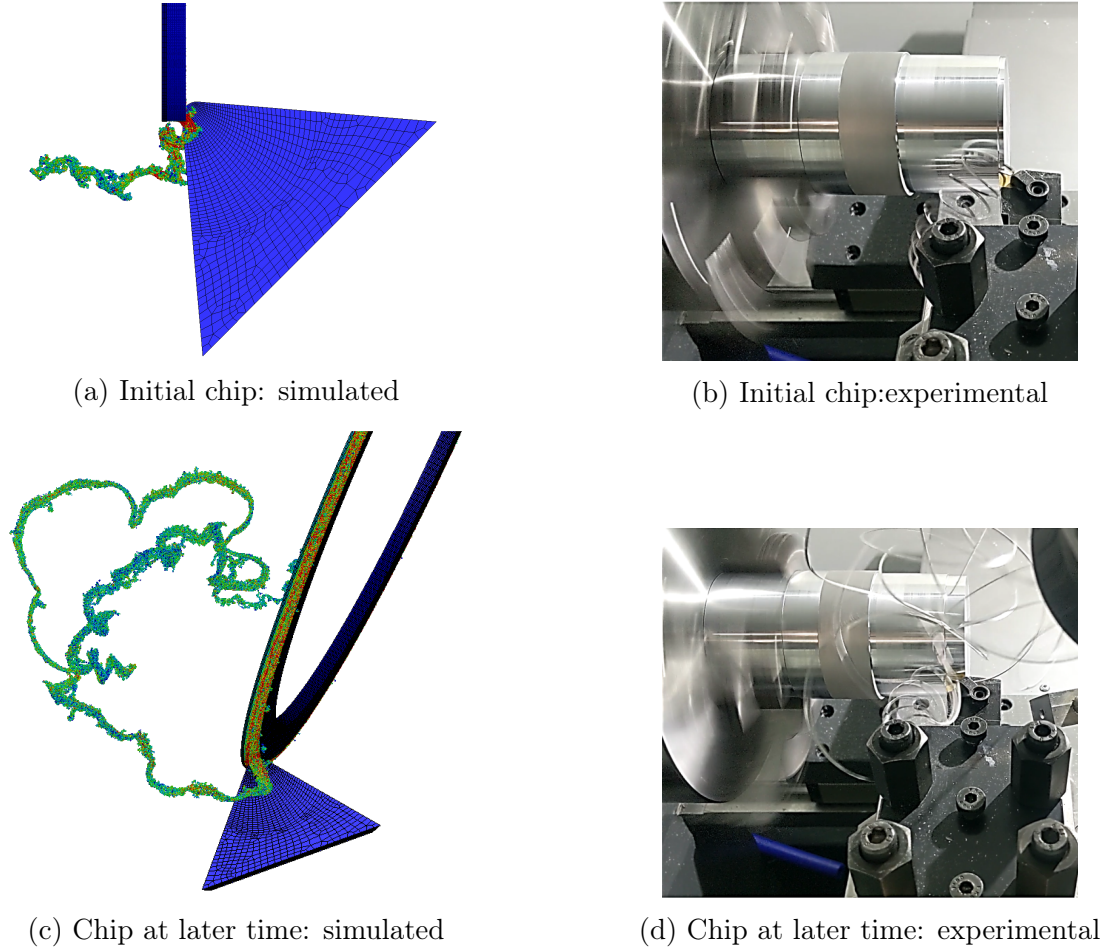 (a) Initial chip: simulated
(b) Initial chip:experimental
(c) Chip at later time: simulated
(d) Chip at later time: experimental